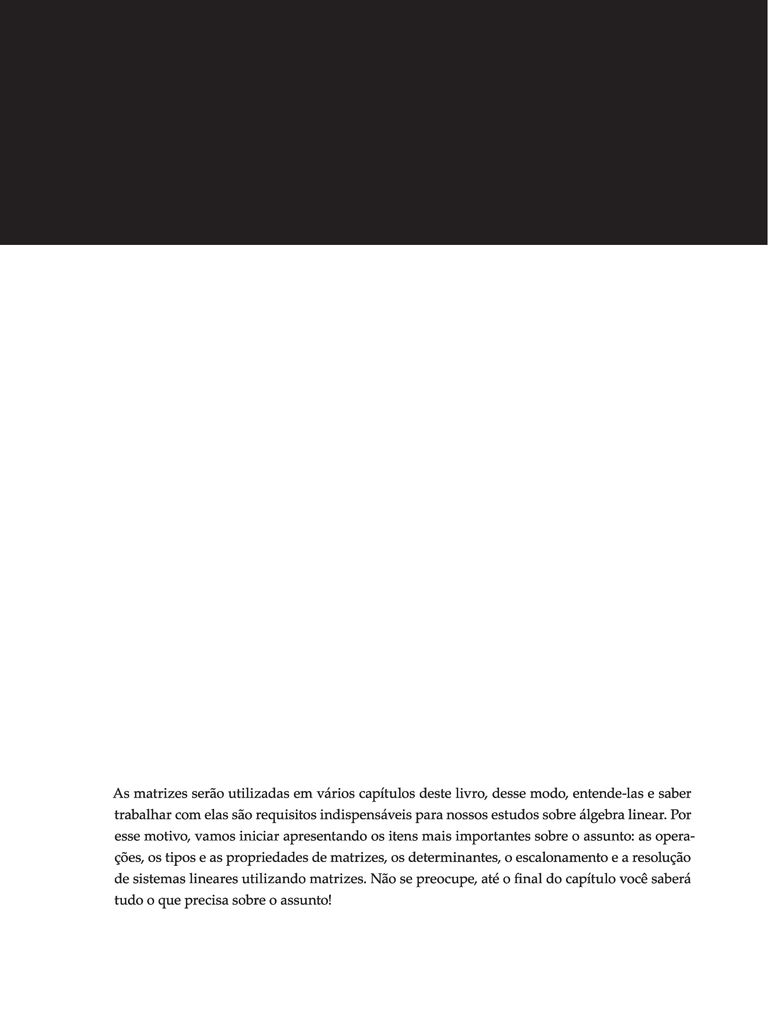 As matrizes serão utilizadas em vários capítulos deste livro, desse modo, entende-las e saber
trabalhar com elas são requisitos indispensáveis para nossos estudos sobre álgebra linear. Por
esse motivo, vamos iniciar apresentando os itens mais importantes sobre o assunto: as opera-
ções, os tipos e as propriedades de matrizes, os determinantes, o escalonamento e a resolução
de sistemas lineares utilizando matrizes. Não se preocupe, até o final do capítulo você saberá
tudo o que precisa sobre o assunto!